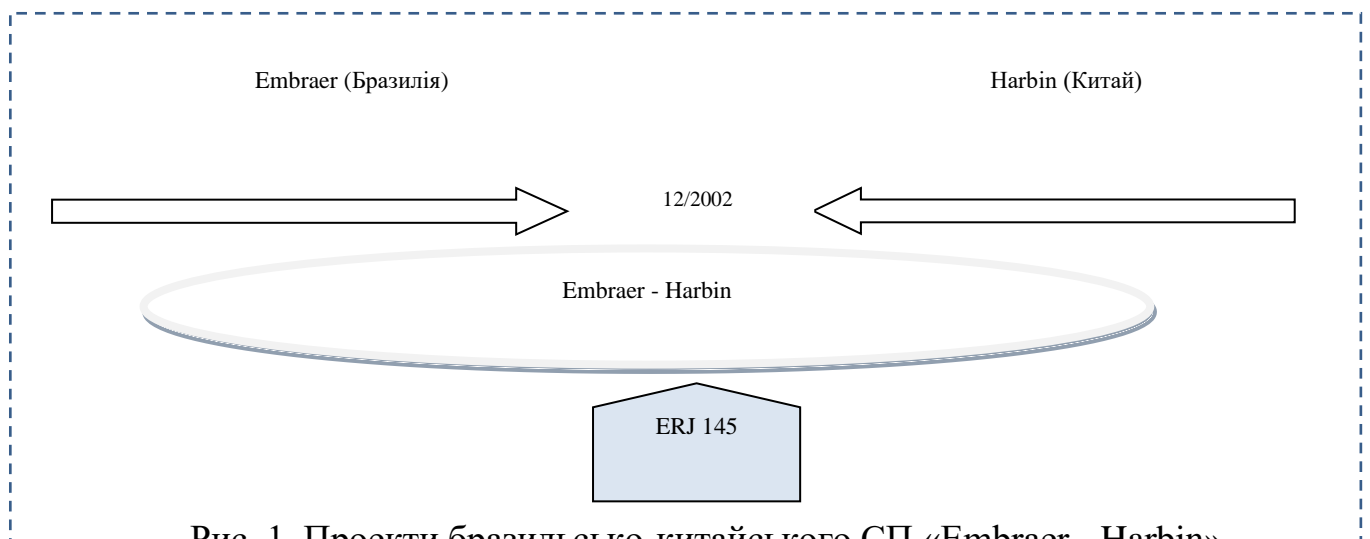 Embraer (Бразилія)
Harbin (Китай)
12/2002
Embraer - Harbin
ERJ 145
Рис. 1. Проекти бразильсько-китайського СП «Embraer - Harbin»